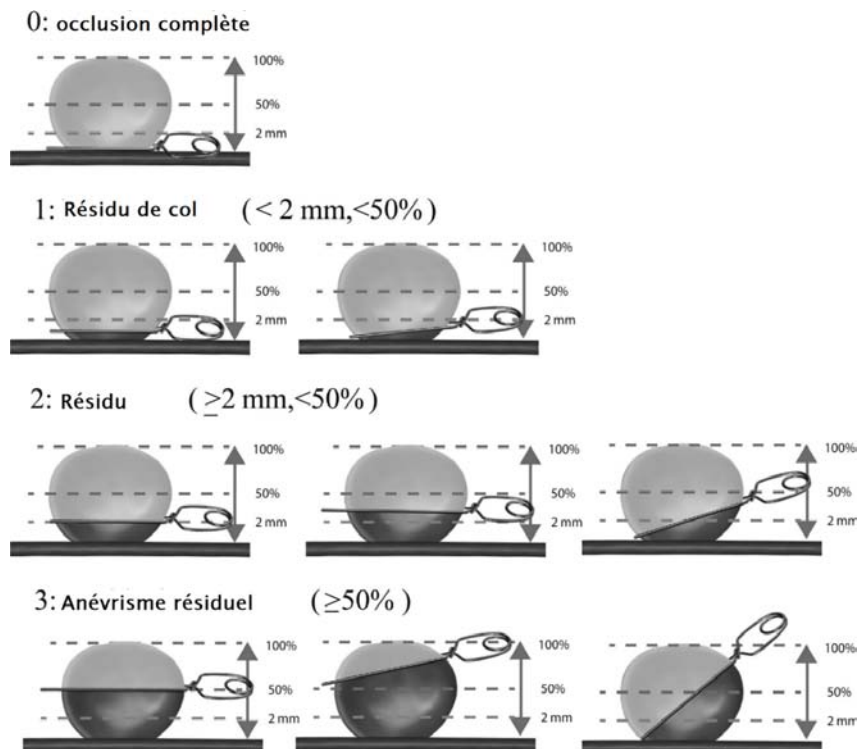 0: occlusion complète
100%
50%
2 mm
1: Résidu de col (< 2 mm,<50%)
100% 100%
50% 50%
2 mm 2 mm
2: Résidu (≥2 mm,<50%)
100% 100% 100%
50% 50% 50%
2 mm 2 mm 2 mm
3: Anévrisme résiduel (≥50%)
100% 100% 100%
50% 50% 50%
2 mm 2 mm 2 mm